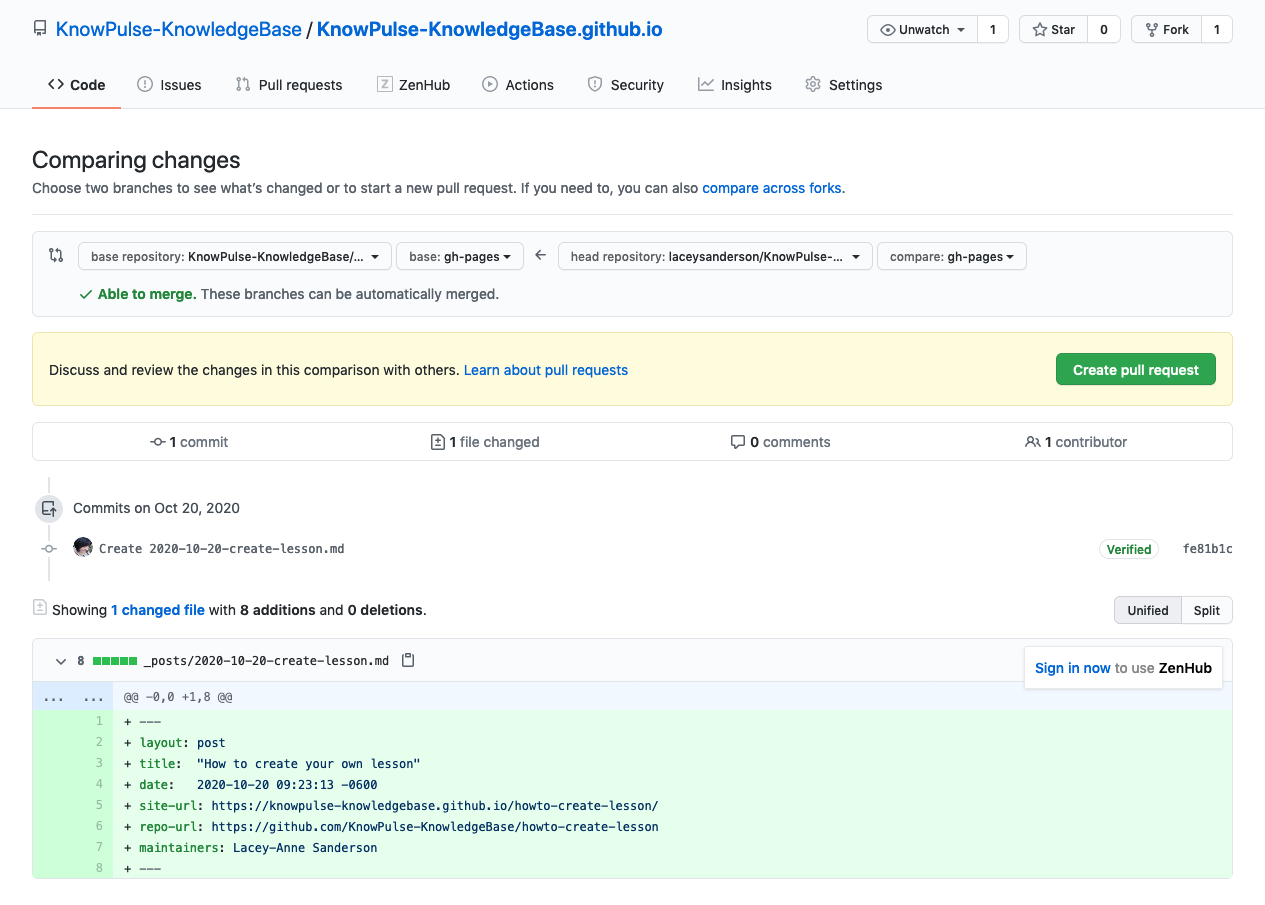 KnowPulse-KnowledgeBase / KnowPulse-KnowledgeBase.github.io
Unwatch 1 Star 0 Fork 1
Code Issues Pull requests ZenHub Actions Security Insights Settings
Comparing changes
Choose two branches to see what's changed or to start a new pull request. If you need to, you can also compare across forks.
base repository: KnowPulse-KnowledgeBase/... base: gh-pages ← head repository: laceysanderson/KnowPulse-... compare: gh-pages
Able to merge. These branches can be automatically merged.
Discuss and review the changes in this comparison with others. Learn about pull requests Create pull request
1 commit 1 file changed 0 comments 1 contributor
Commits on Oct 20, 2020
Create 2020-10-20-create-lesson.md Verified fe81b1c
Showing 1 changed file with 8 additions and 0 deletions. Unified Split
8 _posts/2020-10-20-create-lesson.md
Sign in now to use ZenHub
... ... @@ -0,0 +1,8 @@
1 + ---
2 + layout: post
3 + title: "How to create your own lesson"
4 + date: 2020-10-20 09:23:13 -0600
5 + site-url: https://knowpulse-knowledgebase.github.io/howto-create-lesson/
6 + repo-url: https://github.com/KnowPulse-KnowledgeBase/howto-create-lesson
7 + maintainers: Lacey-Anne Sanderson
8 + ---